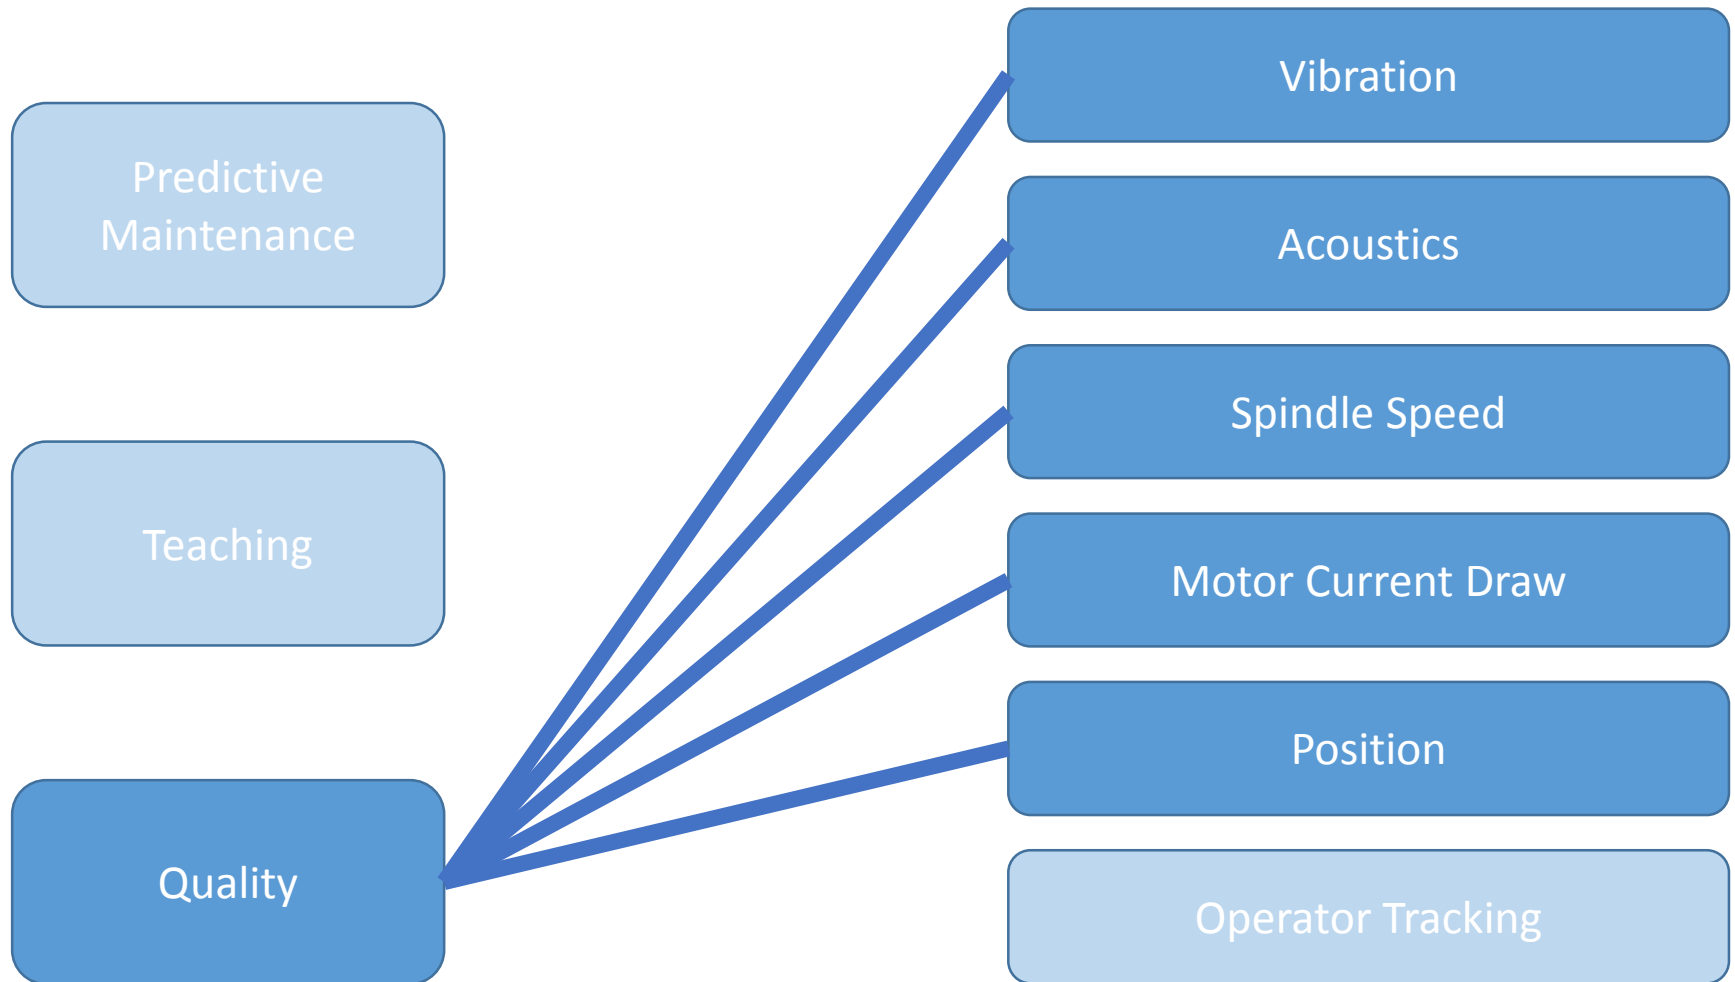 Predictive
Maintenance
Teaching
Quality
Vibration
Acoustics
Spindle Speed
Motor Current Draw
Position
Operator Tracking